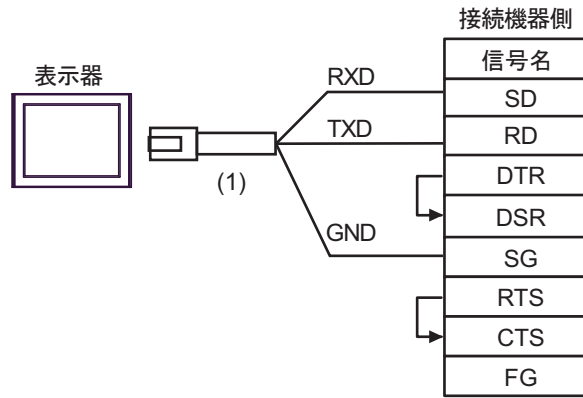 接続機器側
表示器
信号名
RXD
SD
TXD
RD
(1)
DTR
DSR
GND
SG
RTS
CTS
FG